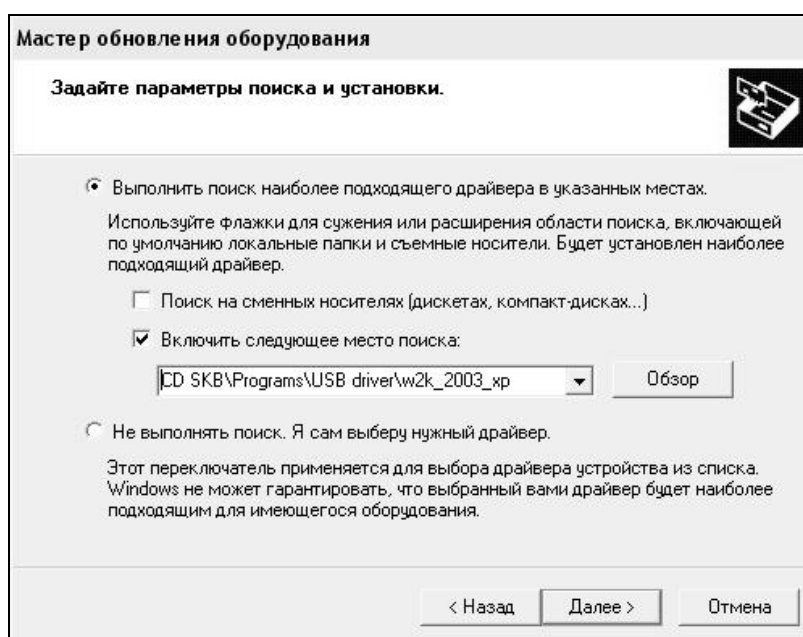 Мастер обновления оборудования
Задайте параметры поиска и установки.
Выполнить поиск наиболее подходящего драйвера в указанных местах.
Используйте флажки для сужения или расширения области поиска, включающей
по умолчанию локальные папки и съемные носители. Будет установлен наиболее
подходящий драйвер.
Поиск на сменных носителях (дискетах, компакт-дисках...)
Включить следующее место поиска:
CD SKB\Programs\USB driver\w2k_2003_xp
Обзор
Не выполнять поиск. Я сам выберу нужный драйвер.
Этот переключатель применяется для выбора драйвера устройства из списка.
Windows не может гарантировать, что выбранный вами драйвер будет наиболее
подходящим для имеющегося оборудования.
< Назад Далее > Отмена